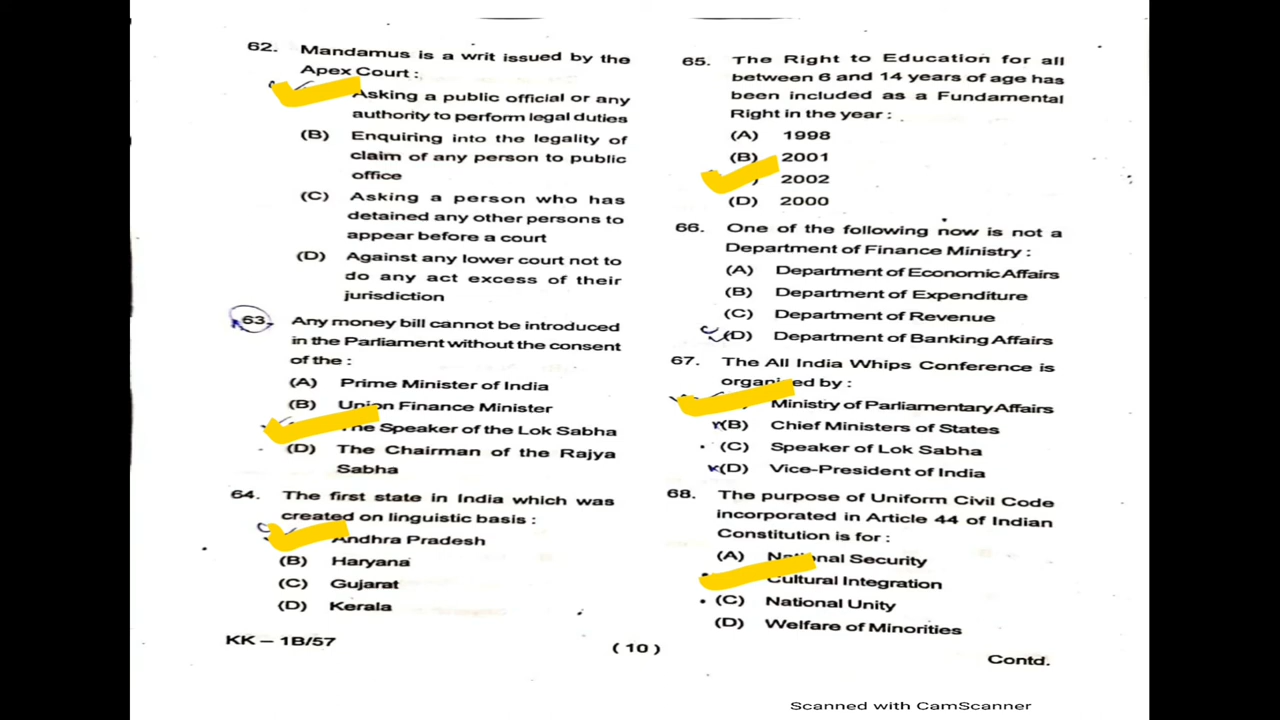 62. Mandamus is a writ issued by the
Apex Court :
Asking a public official or any
authority to perform legal duties
(B) Enquiring into the legality of
claim of any person to public
office
(C) Asking a person who has
detained any other persons to
appear before a court
(D) Against any lower court not to
do any act excess of their
jurisdiction
63. Any money bill cannot be introduced
in the Parliament without the consent
of the :
(A) Prime Minister of India
(B) Union Finance Minister
The Speaker of the Lok Sabha
(D) The Chairman of the Rajya
Sabha
64. The first state in India which was
created on linguistic basis :
Andhra Pradesh
(B) Haryana
(C) Gujarat
(D) Kerala
KK – 1B/57
65. The Right to Education for all
between 6 and 14 years of age has
been included as a Fundamental
Right in the year :
(A) 1998
(B) 2001
2002
(D) 2000
66. One of the following now is not a
Department of Finance Ministry :
(A) Department of Economic Affairs
(B) Department of Expenditure
(C) Department of Revenue
(D) Department of Banking Affairs
67. The All India Whips Conference is
organised by :
Ministry of Parliamentary Affairs
(B) Chief Ministers of States
(C) Speaker of Lok Sabha
(D) Vice-President of India
68. The purpose of Uniform Civil Code
incorporated in Article 44 of Indian
Constitution is for :
(A) National Security
Cultural Integration
(C) National Unity
(D) Welfare of Minorities
( 10 )
Contd.
Scanned with CamScanner